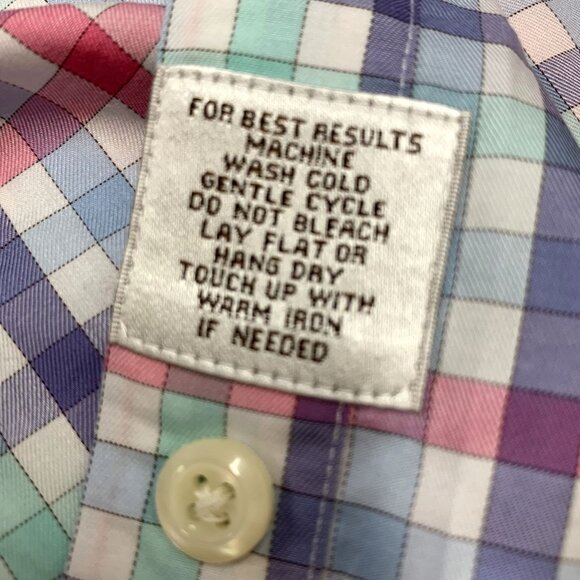 FOR BEST RESULTS
MACHINE
WASH COLD
GENTLE CYCLE
DO NOT BLEACH
LAY FLAT OR
HANG DRY
TOUCH UP WITH
WARM IRON
IF NEEDED